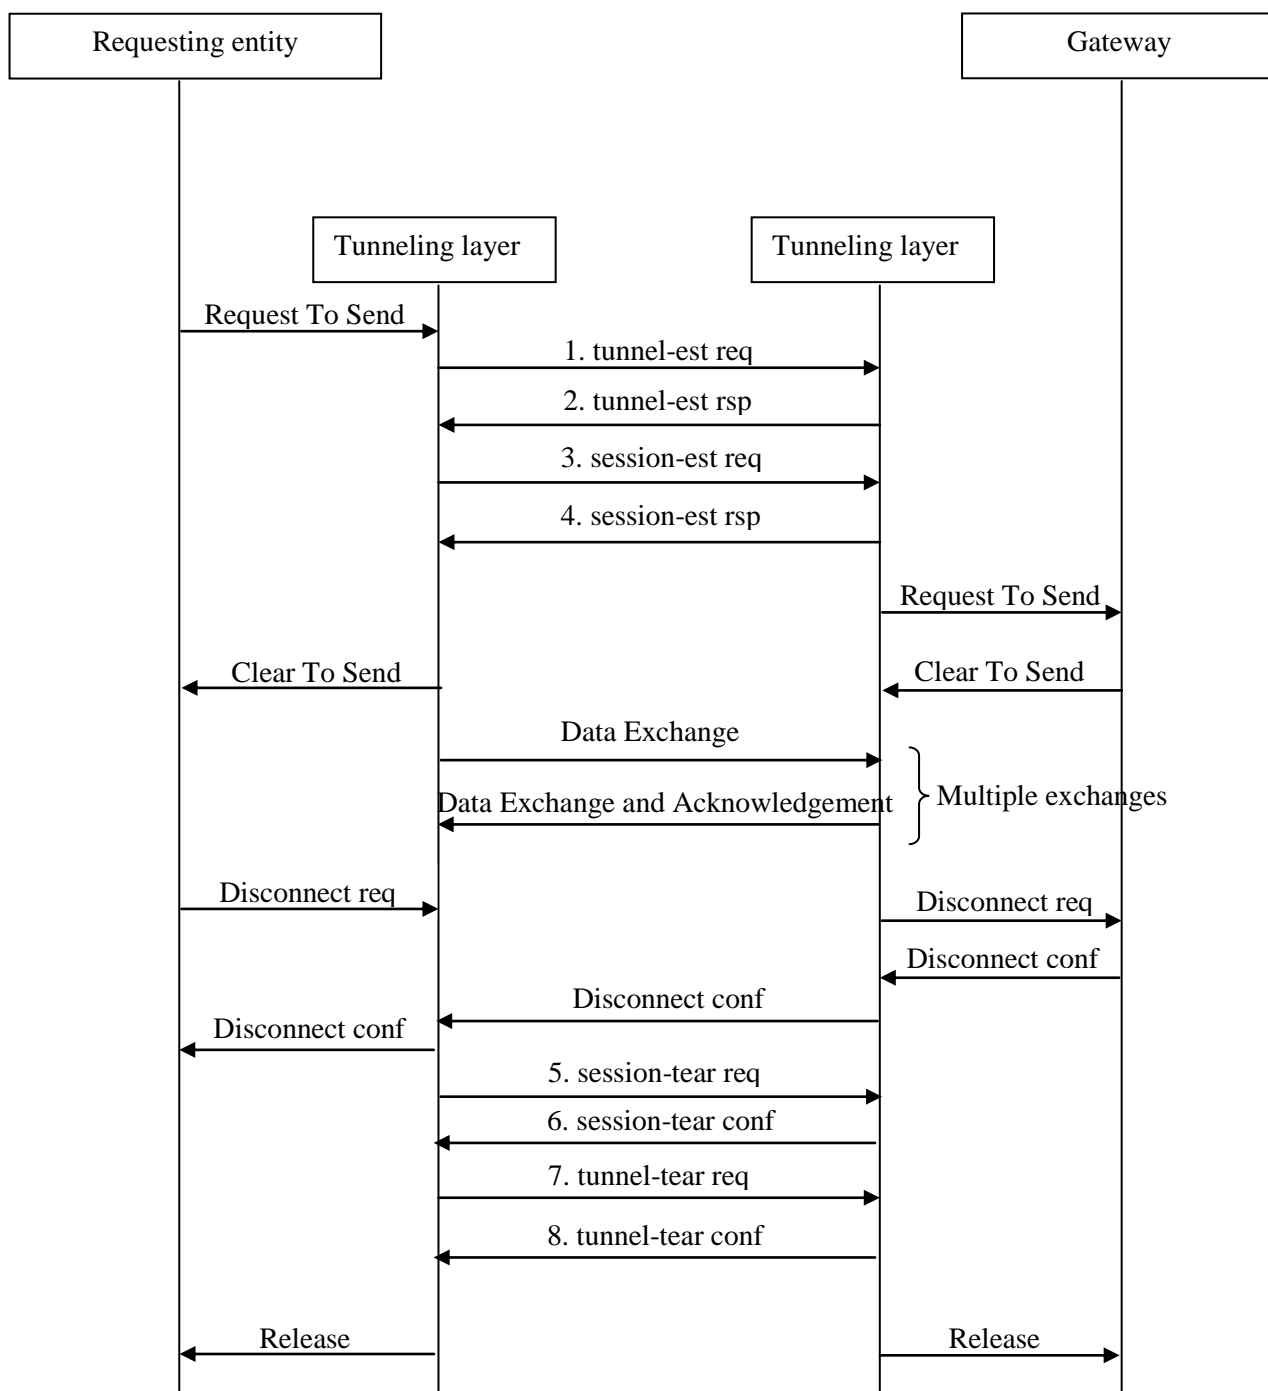 Requesting entity
Gateway
Tunneling layer
Tunneling layer
Request To Send
1. tunnel-est req
2. tunnel-est rsp
3. session-est req
4. session-est rsp
Request To Send
Clear To Send
Clear To Send
Data Exchange
Data Exchange and Acknowledgement
Multiple exchanges
Disconnect req
Disconnect req
Disconnect conf
Disconnect conf
Disconnect conf
5. session-tear req
6. session-tear conf
7. tunnel-tear req
8. tunnel-tear conf
Release
Release